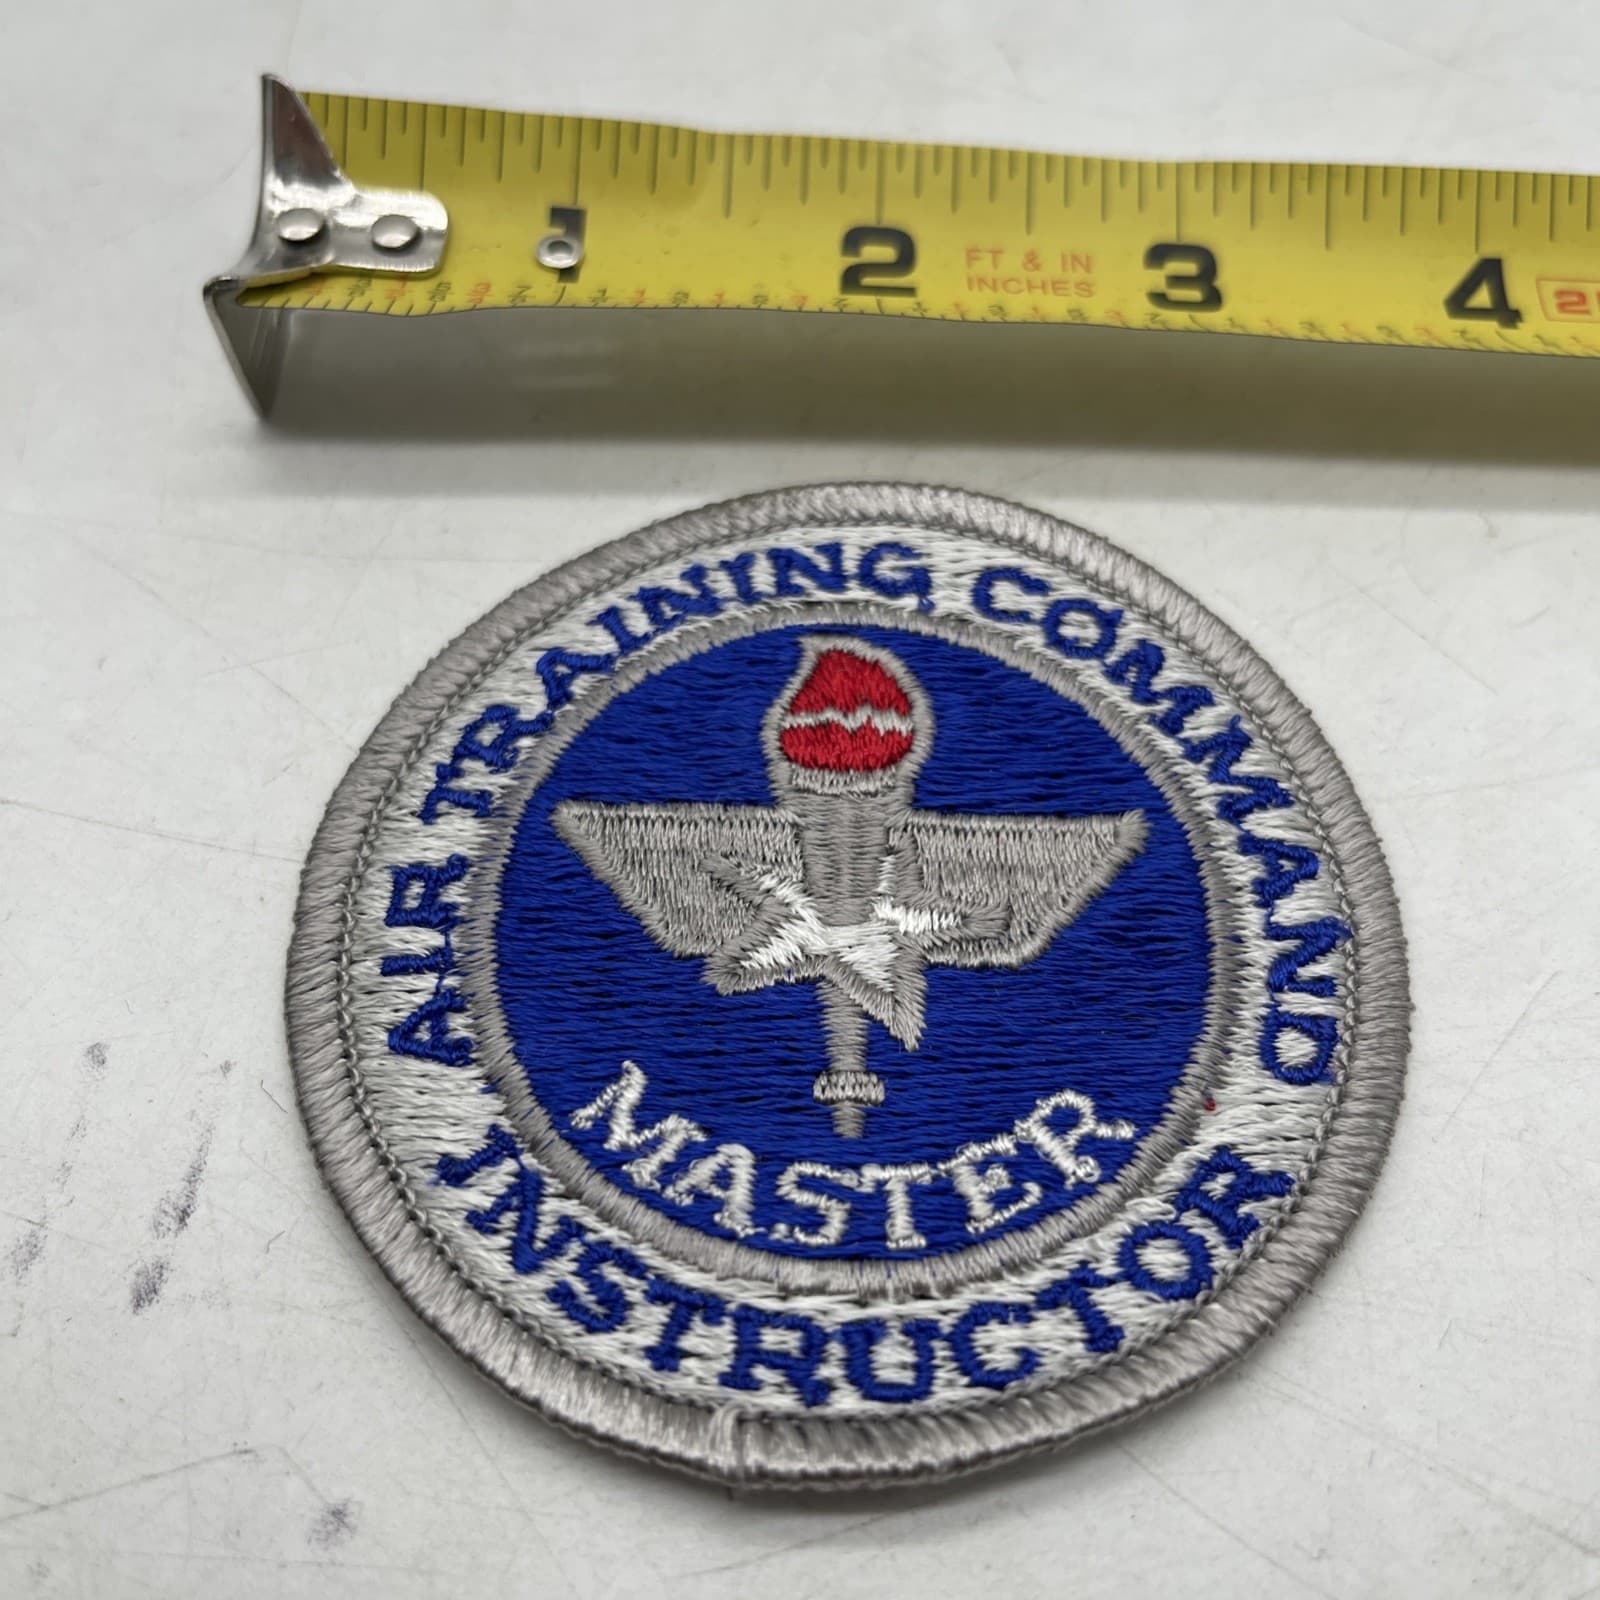 1 2 3 4
FT & IN
INCHES
AIR TRAINING COMMAND
MASTER
INSTRUCTOR